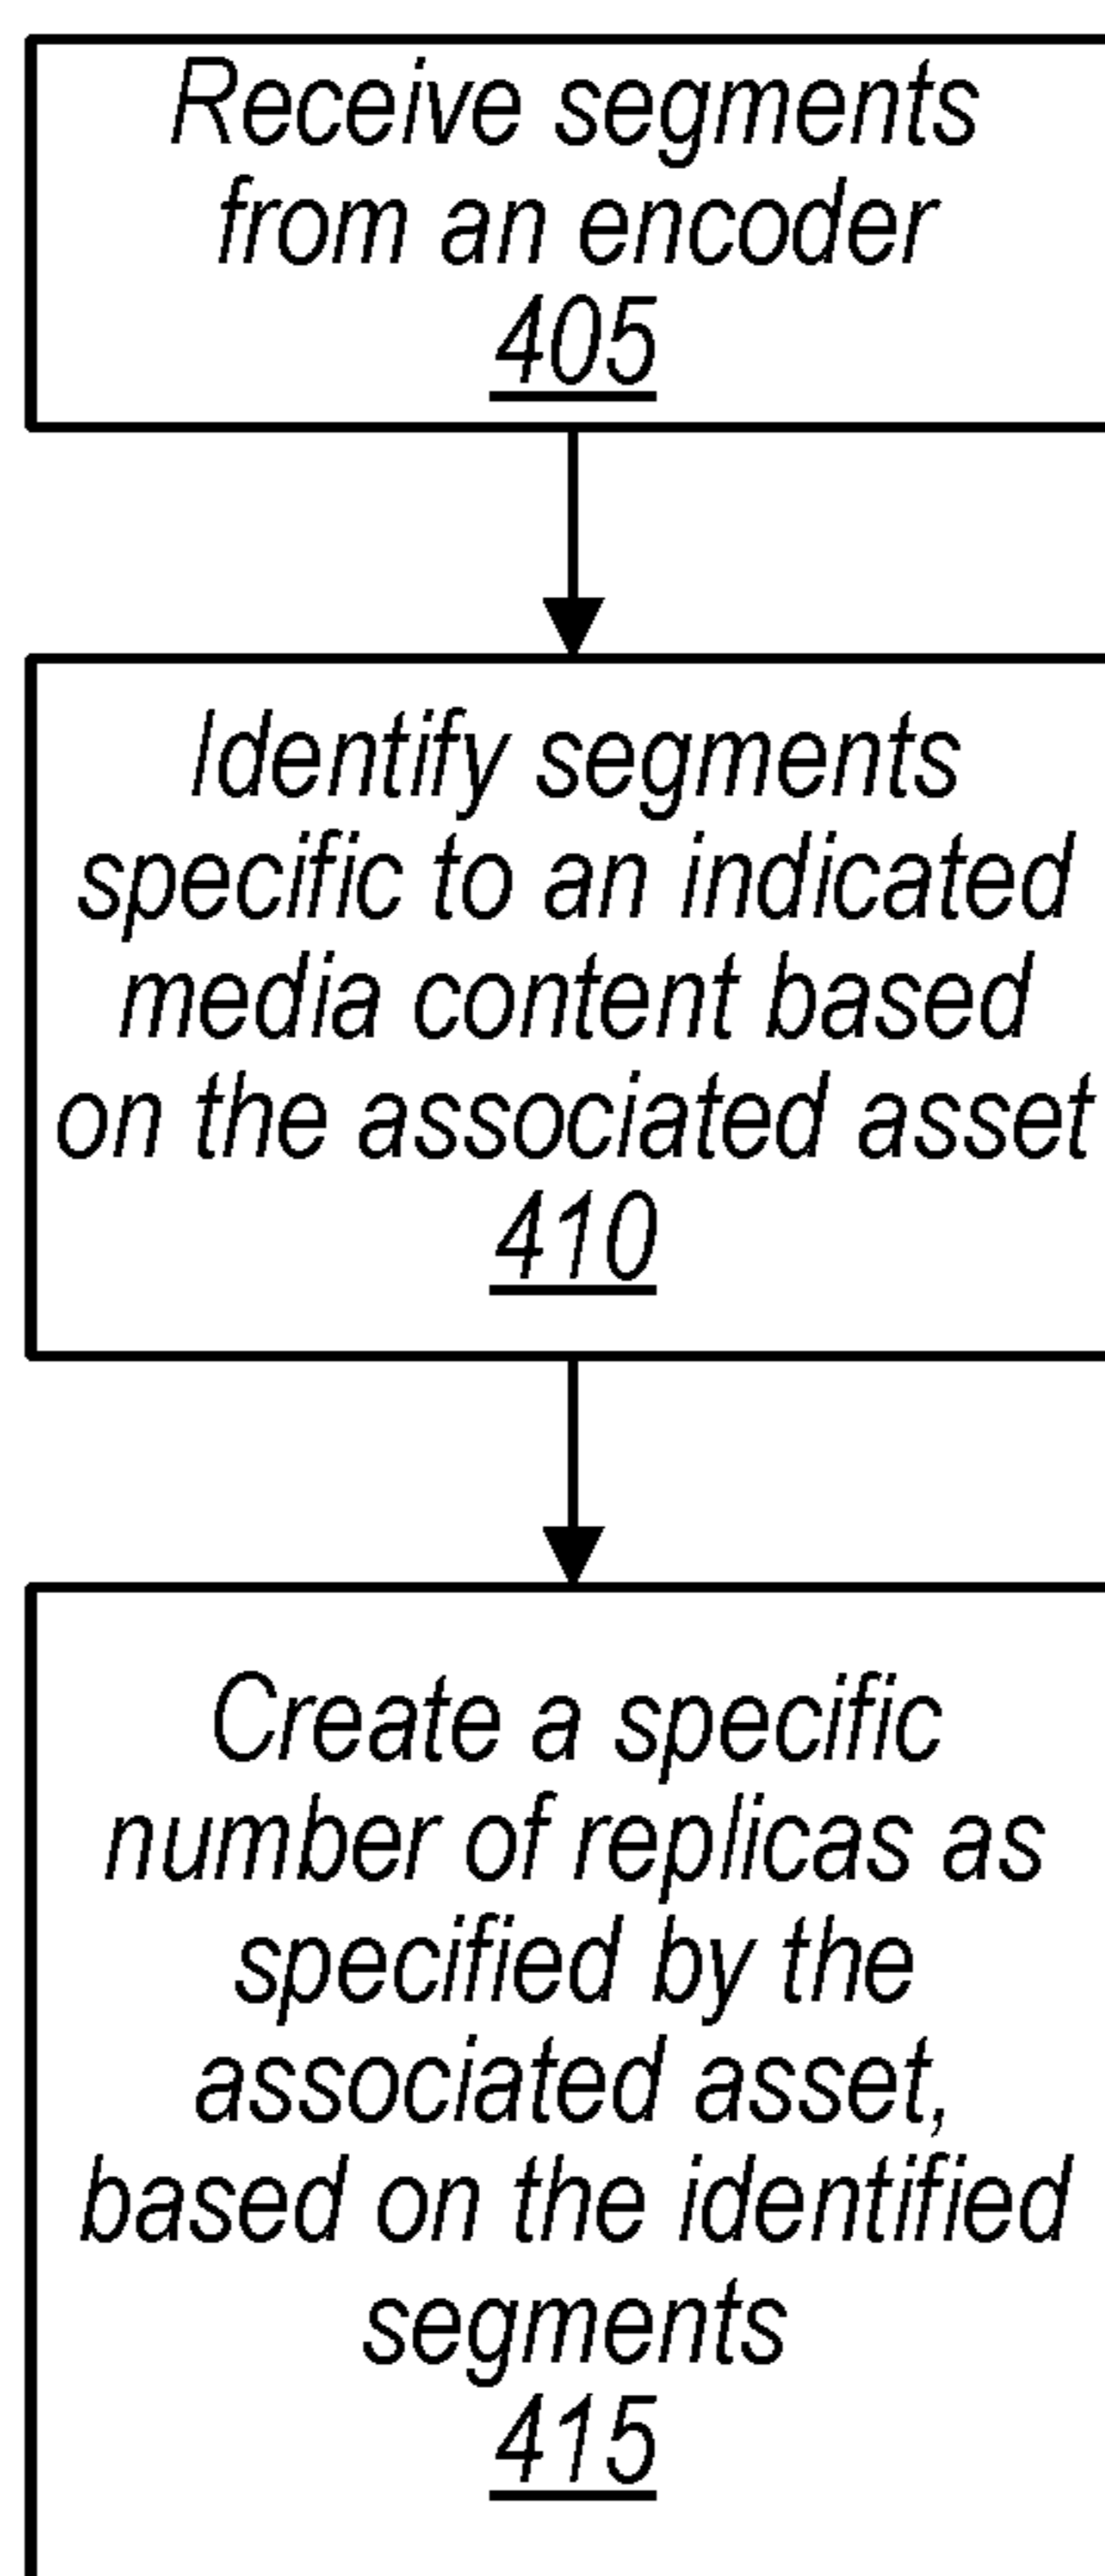 Receive segments
from an encoder
405
Identify segments
specific to an indicated
media content based
on the associated asset
410
Create a specific
number of replicas as
specified by the
associated asset,
based on the identified
segments
415